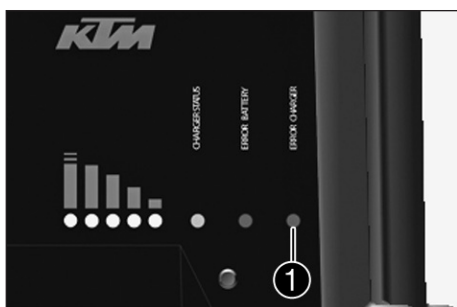 KTM
CHARGER STATUS
ERROR BATTERY
ERROR CHARGER
1